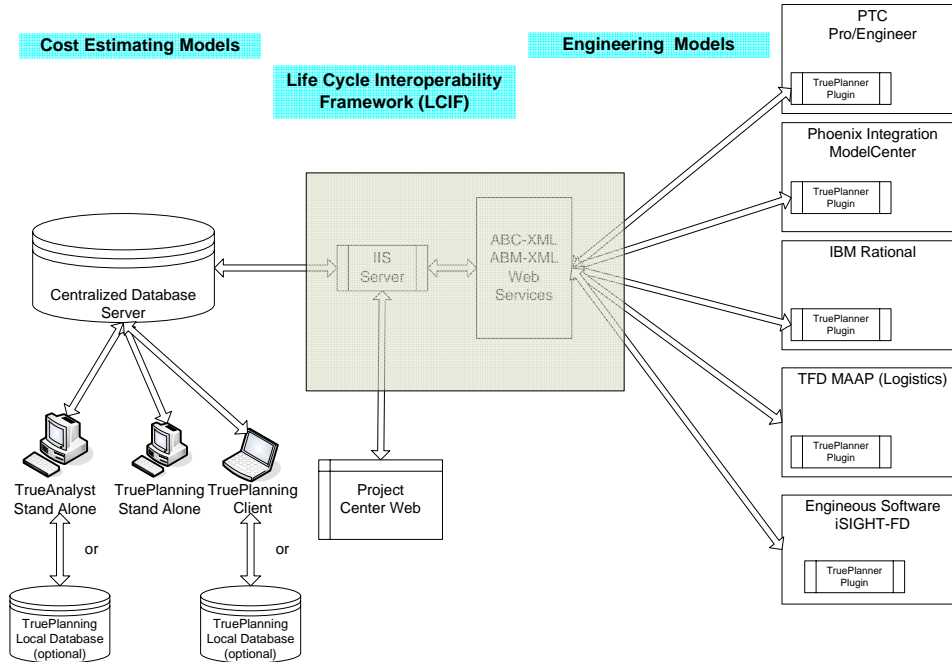 Cost Estimating Models
Life Cycle Interoperability
Framework (LCIF)
Engineering Models
PTC
Pro/Engineer
TruePlanner
Plugin
Phoenix Integration
ModelCenter
TruePlanner
Plugin
IBM Rational
TruePlanner
Plugin
TFD MAAP (Logistics)
TruePlanner
Plugin
Engineous Software
iSIGHT-FD
TruePlanner
Plugin
IIS
Server
ABC-XML
ABM-XML
Web
Services
Centralized Database
Server
TrueAnalyst
Stand Alone
TruePlanning
Stand Alone
TruePlanning
Client
Project
Center Web
or
or
TruePlanning
Local Database
(optional)
TruePlanning
Local Database
(optional)